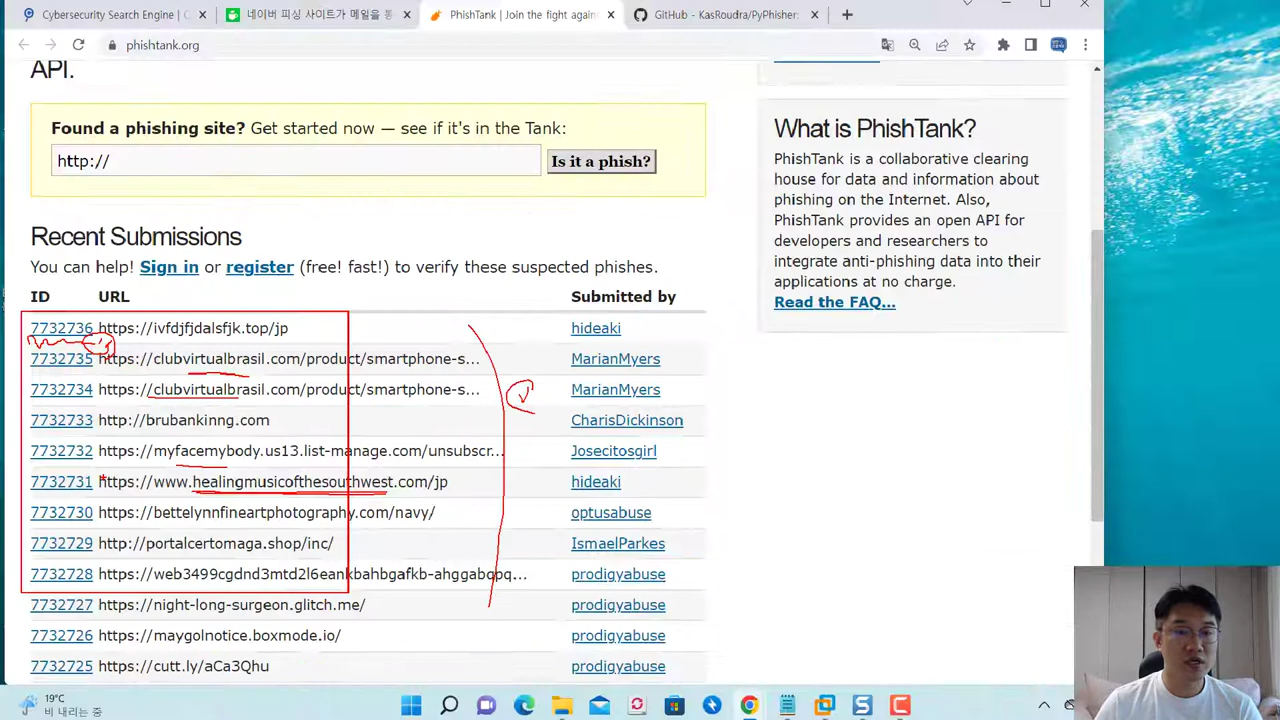 Cybersecurity Search Engine | C
네이버 피싱 사이트가 메일을 통
PhishTank | Join the fight again
GitHub - KasRoudra/PyPhisher:
phishtank.org
API.
Found a phishing site? Get started now — see if it's in the Tank:
http://
Is it a phish?
What is PhishTank?
PhishTank is a collaborative clearing
house for data and information about
phishing on the Internet. Also,
PhishTank provides an open API for
developers and researchers to
integrate anti-phishing data into their
applications at no charge.
Read the FAQ...
Recent Submissions
You can help! Sign in or register (free! fast!) to verify these suspected phishes.
ID URL Submitted by
7732736 https://ivfdjfjdalsfjk.top/jp hideaki
7732735 https://clubvirtualbrasil.com/product/smartphone-s... MarianMyers
7732734 https://clubvirtualbrasil.com/product/smartphone-s... MarianMyers
7732733 http://brubankinng.com CharisDickinson
7732732 https://myfacemybody.us13.list-manage.com/unsubscr... Josecitosgirl
7732731 https://www.healingmusicofthesouthwest.com/jp hideaki
7732730 https://bettelynnfineartphotography.com/navy/ optusabuse
7732729 http://portalcertomaga.shop/inc/ IsmaelParkes
7732728 https://web3499cgdnd3mtd2l6eankbahbgafkb-ahggabqpq... prodigyabuse
7732727 https://night-long-surgeon.glitch.me/ prodigyabuse
7732726 https://maygolnotice.boxmode.io/ prodigyabuse
7732725 https://cutt.ly/aCa3Qhu prodigyabuse
19°C
비 내리는 중